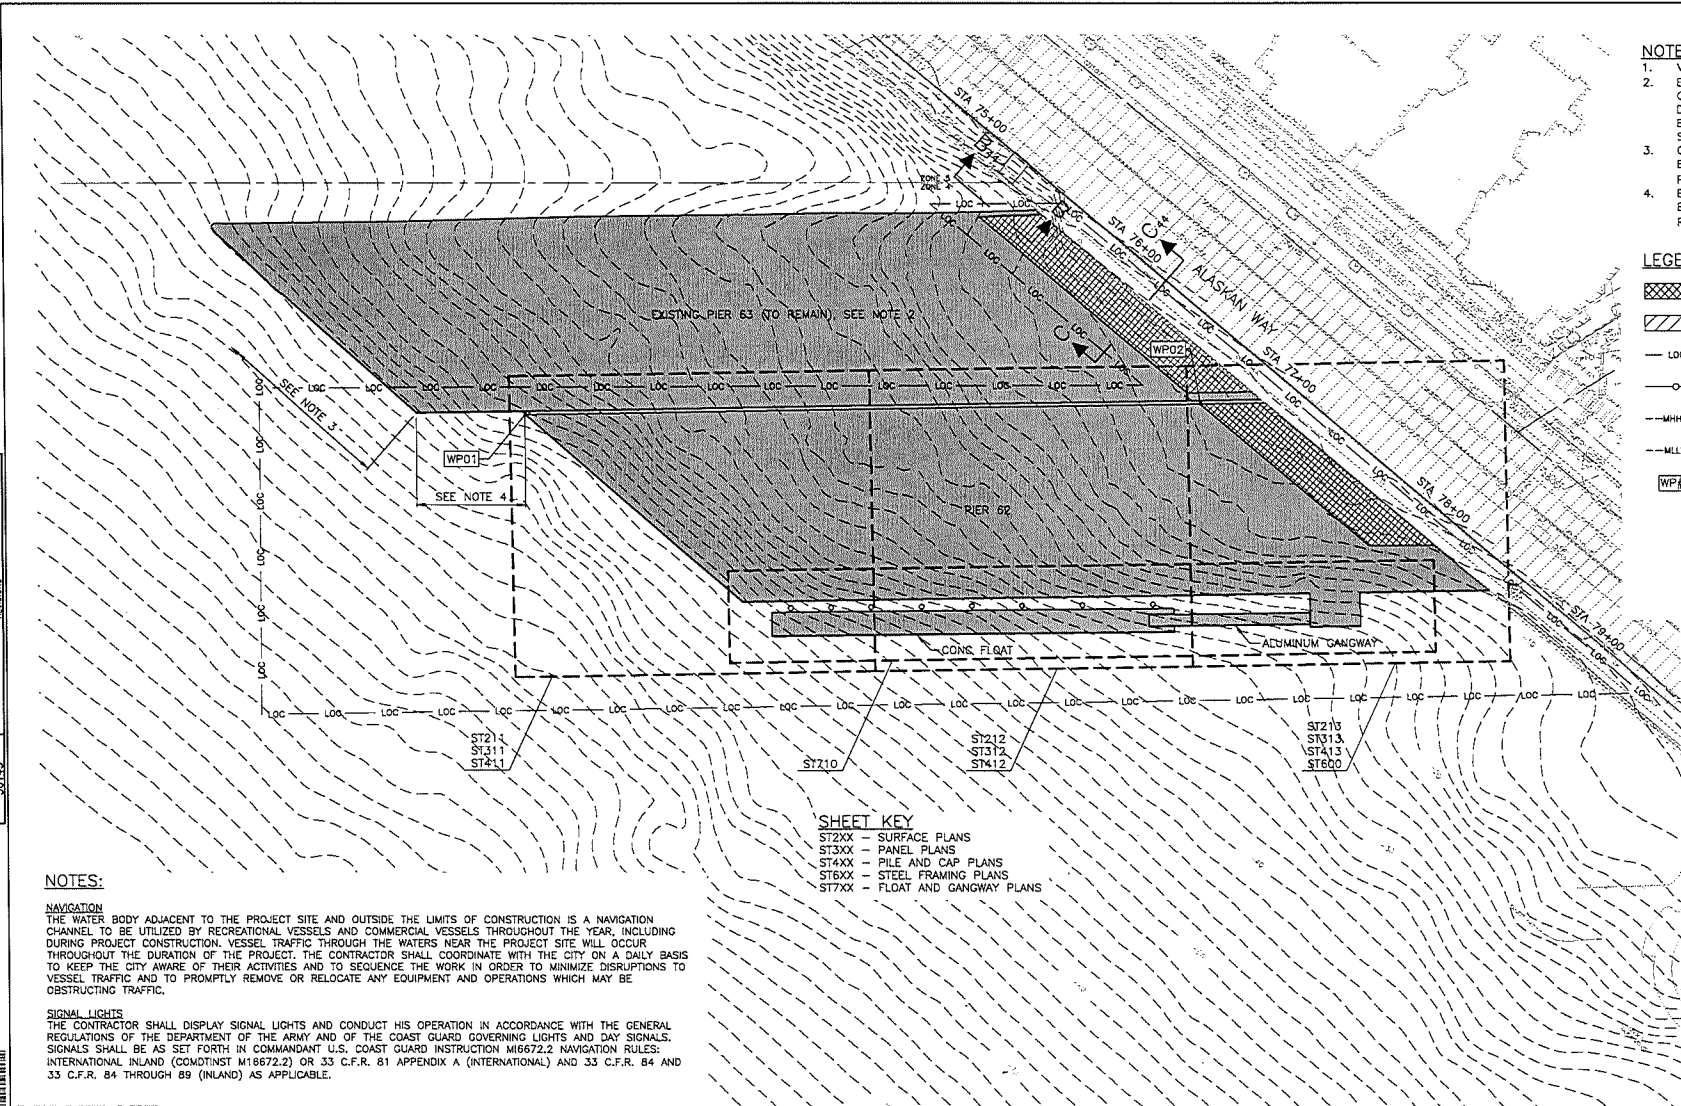 STA 75+00
ZONE 5
ZONE 4
STA 76+00
C 44
ALASKAN WAY
STA 77+00
STA 78+00
STA 79+00
EXISTING PIER 63 (TO REMAIN), SEE NOTE 2
C
WP02
SEE NOTE 3
WP01
SEE NOTE 4
PIER 62
LOC
CONC FLOAT
ALUMINUM GANGWAY
ST211
ST311
ST411
ST710
ST212
ST312
ST412
ST213
ST313
ST413
ST600
SHEET KEY
ST2XX – SURFACE PLANS
ST3XX – PANEL PLANS
ST4XX – PILE AND CAP PLANS
ST6XX – STEEL FRAMING PLANS
ST7XX – FLOAT AND GANGWAY PLANS
NOTES:
NAVIGATION
THE WATER BODY ADJACENT TO THE PROJECT SITE AND OUTSIDE THE LIMITS OF CONSTRUCTION IS A NAVIGATION
CHANNEL TO BE UTILIZED BY RECREATIONAL VESSELS AND COMMERCIAL VESSELS THROUGHOUT THE YEAR, INCLUDING
DURING PROJECT CONSTRUCTION. VESSEL TRAFFIC THROUGH THE WATERS NEAR THE PROJECT SITE WILL OCCUR
THROUGHOUT THE DURATION OF THE PROJECT. THE CONTRACTOR SHALL COORDINATE WITH THE CITY ON A DAILY BASIS
TO KEEP THE CITY AWARE OF THEIR ACTIVITIES AND TO SEQUENCE THE WORK IN ORDER TO MINIMIZE DISRUPTIONS TO
VESSEL TRAFFIC AND TO PROMPTLY REMOVE OR RELOCATE ANY EQUIPMENT AND OPERATIONS WHICH MAY BE
OBSTRUCTING TRAFFIC.
SIGNAL LIGHTS
THE CONTRACTOR SHALL DISPLAY SIGNAL LIGHTS AND CONDUCT HIS OPERATION IN ACCORDANCE WITH THE GENERAL
REGULATIONS OF THE DEPARTMENT OF THE ARMY AND OF THE COAST GUARD GOVERNING LIGHTS AND DAY SIGNALS.
SIGNALS SHALL BE AS SET FORTH IN COMMANDANT U.S. COAST GUARD INSTRUCTION M16672.2 NAVIGATION RULES:
INTERNATIONAL INLAND (COMDTINST M16672.2) OR 33 C.F.R. 81 APPENDIX A (INTERNATIONAL) AND 33 C.F.R. 84 AND
33 C.F.R. 84 THROUGH 89 (INLAND) AS APPLICABLE.
NOTE
1.
2.
3.
4.
LEGE